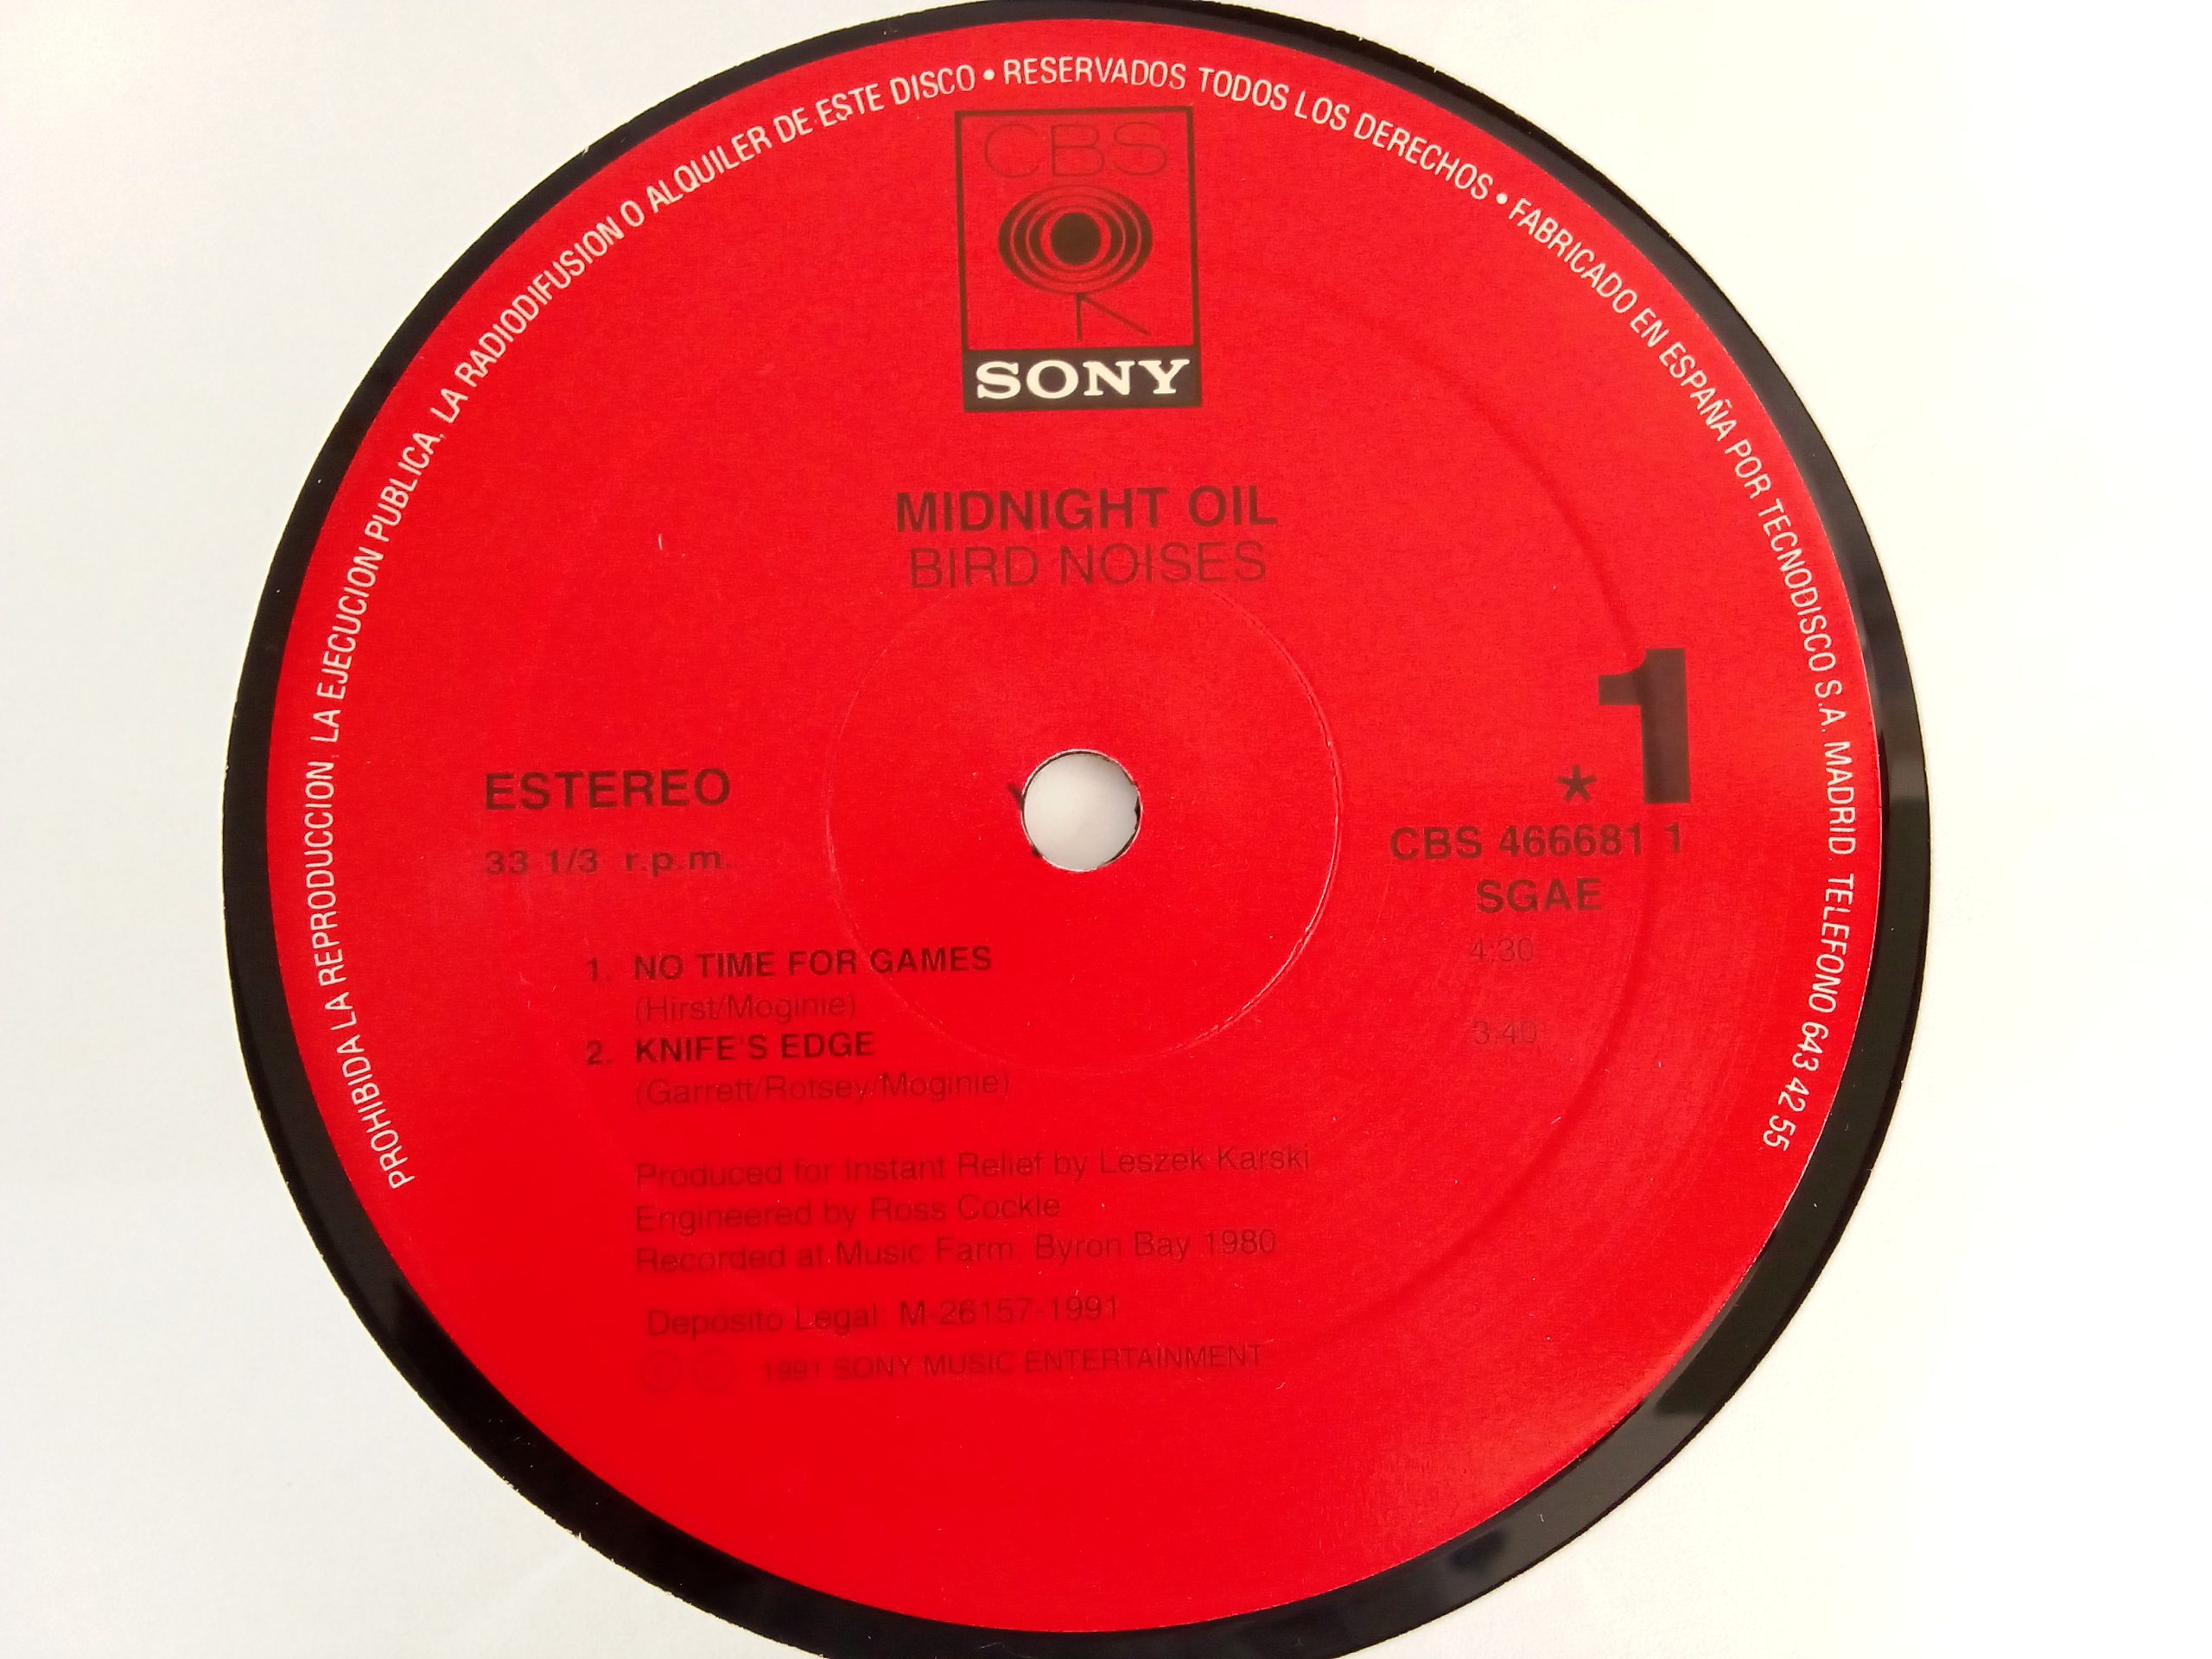 PROHIBIDA LA REPRODUCCION, LA EJECUCION PUBLICA, LA RADIODIFUSION O ALQUILER DE ESTE DISCO • RESERVADOS TODOS LOS DERECHOS • FABRICADO EN ESPAÑA POR TECNODISCO S.A. MADRID TELEFONO 643 42 55
CBS
SONY
MIDNIGHT OIL
BIRD NOISES
1
ESTEREO
*
33 1/3 r.p.m.
CBS 466681 1
SGAE
1. NO TIME FOR GAMES 4:30
(Hirst/Moginie)
2. KNIFE'S EDGE 3:40
(Garrett/Rotsey/Moginie)
Produced for Instant Relief by Leszek Karski
Engineered by Ross Cockle
Recorded at Music Farm, Byron Bay 1980
Depósito Legal: M-26157-1991
Ⓟ © 1991 SONY MUSIC ENTERTAINMENT